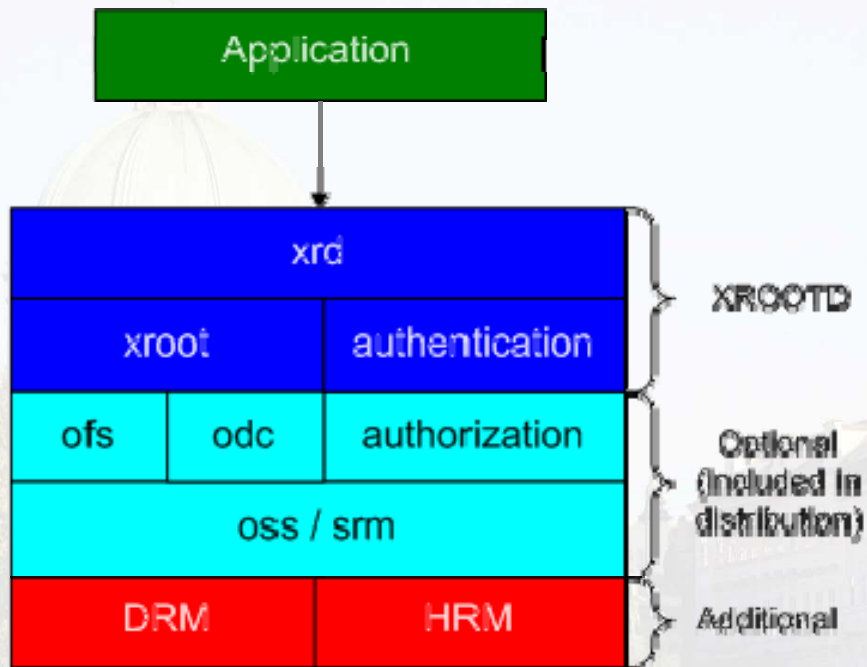 Application
xrd
XROOTD
xroot
authentication
ofs
odc
authorization
Optional
(included in
distribution)
oss / srm
DRM
HRM
Additional